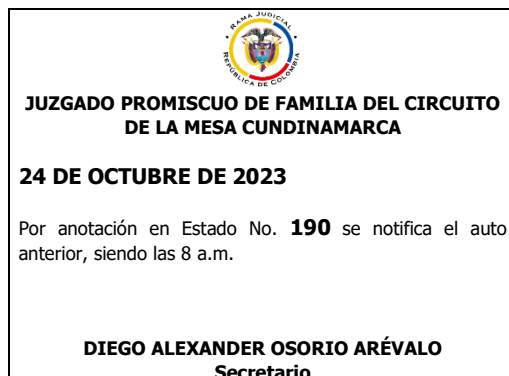 RAMA JUDICIAL
REPÚBLICA DE COLOMBIA
JUZGADO PROMISCUO DE FAMILIA DEL CIRCUITO
DE LA MESA CUNDINAMARCA
24 DE OCTUBRE DE 2023
Por anotación en Estado No. 190 se notifica el auto
anterior, siendo las 8 a.m.
DIEGO ALEXANDER OSORIO ARÉVALO
Secretario